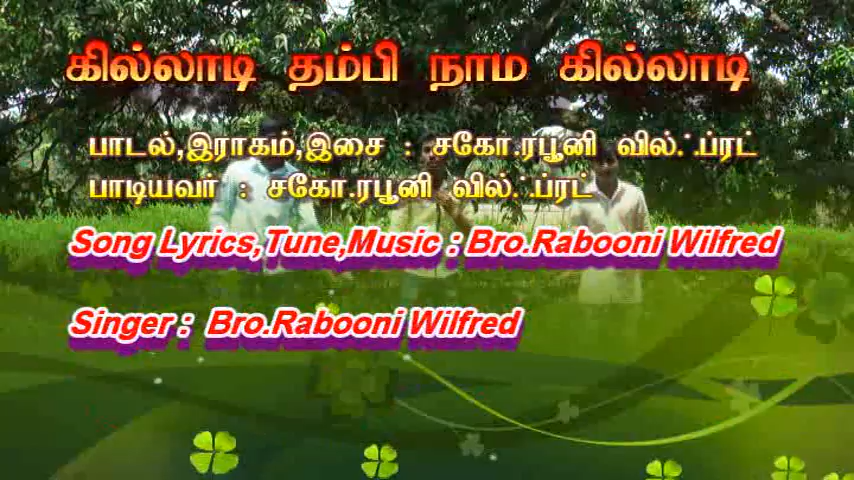 கில்லாடி தம்பி நாம கில்லாடி
பாடல்,இராகம்,இசை : சகோ.ரபூனி வில்ஃப்ரட்
பாடியவர் : சகோ.ரபூனி வில்ஃப்ரட்
Song Lyrics,Tune,Music : Bro.Rabooni Wilfred
Singer : Bro.Rabooni Wilfred